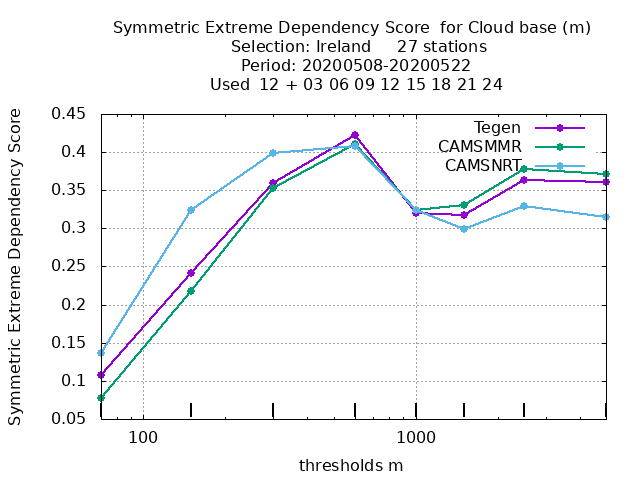 Symmetric Extreme Dependency Score  for Cloud base (m)
Selection: Ireland     27 stations
Period: 20200508-20200522
Used  12 + 03 06 09 12 15 18 21 24
Symmetric Extreme Dependency Score
0.45
0.4
0.35
0.3
0.25
0.2
0.15
0.1
0.05
Tegen
CAMSMMR
CAMSNRT
100
1000
thresholds m